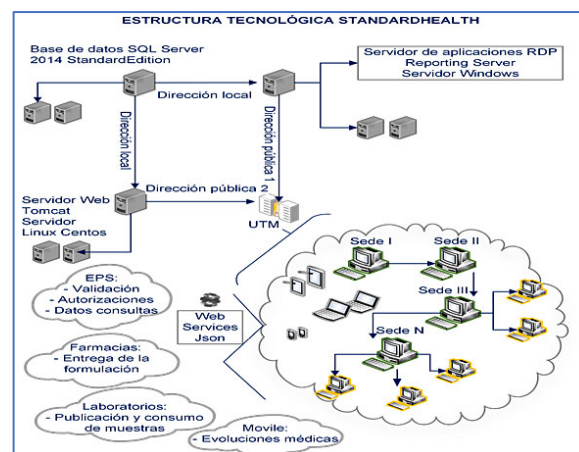 ESTRUCTURA TECNOLÓGICA STANDARDHEALTH
Base de datos SQL Server
2014 StandardEdition
Servidor de aplicaciones RDP
Reporting Server
Servidor Windows
Dirección local
Dirección local
Dirección pública 1
Servidor Web
Tomcat
Servidor
Linux Centos
Dirección pública 2
UTM
Sede I
Sede II
Sede III
Sede N
EPS:
- Validación
- Autorizaciones
- Datos consultas
Web
Services
Json
Farmacias:
- Entrega de la
formulación
Laboratorios:
- Publicación y consumo
de muestras
Movile:
- Evoluciones médicas